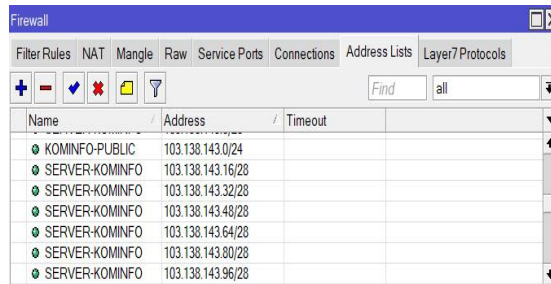 Firewall
Filter Rules NAT Mangle Raw Service Ports Connections Address Lists Layer7 Protocols
Find all
Name Address Timeout
KOMINFO-PUBLIC 103.138.143.0/24
SERVER-KOMINFO 103.138.143.16/28
SERVER-KOMINFO 103.138.143.32/28
SERVER-KOMINFO 103.138.143.48/28
SERVER-KOMINFO 103.138.143.64/28
SERVER-KOMINFO 103.138.143.80/28
SERVER-KOMINFO 103.138.143.96/28